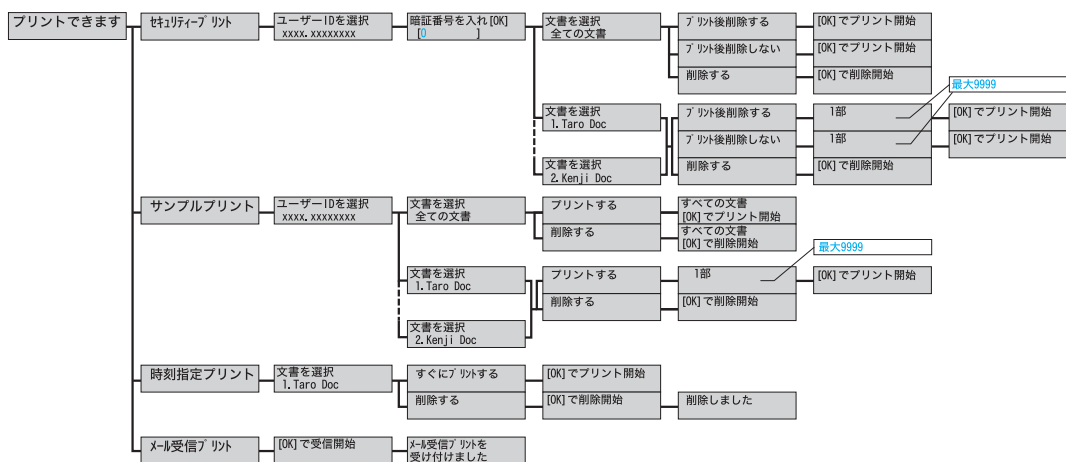 プリントできます
セキュリティープリント
ユーザーIDを選択
xxxx.xxxxxxxx
暗証番号を入れ[OK]
[0 ]
文書を選択
全ての文書
プリント後削除する
[OK]でプリント開始
プリント後削除しない
[OK]でプリント開始
削除する
[OK]で削除開始
最大9999
文書を選択
1.Taro Doc
プリント後削除する
1部
[OK]でプリント開始
プリント後削除しない
1部
[OK]でプリント開始
文書を選択
2.Kenji Doc
削除する
[OK]で削除開始
サンプルプリント
ユーザーIDを選択
xxxx.xxxxxxxx
文書を選択
全ての文書
プリントする
すべての文書
[OK]でプリント開始
削除する
すべての文書
[OK]で削除開始
最大9999
文書を選択
1.Taro Doc
プリントする
1部
[OK]でプリント開始
削除する
[OK]で削除開始
文書を選択
2.Kenji Doc
時刻指定プリント
文書を選択
1.Taro Doc
すぐにプリントする
[OK]でプリント開始
削除する
[OK]で削除開始
削除しました
メール受信プリント
[OK]で受信開始
メール受信プリントを
受け付けました